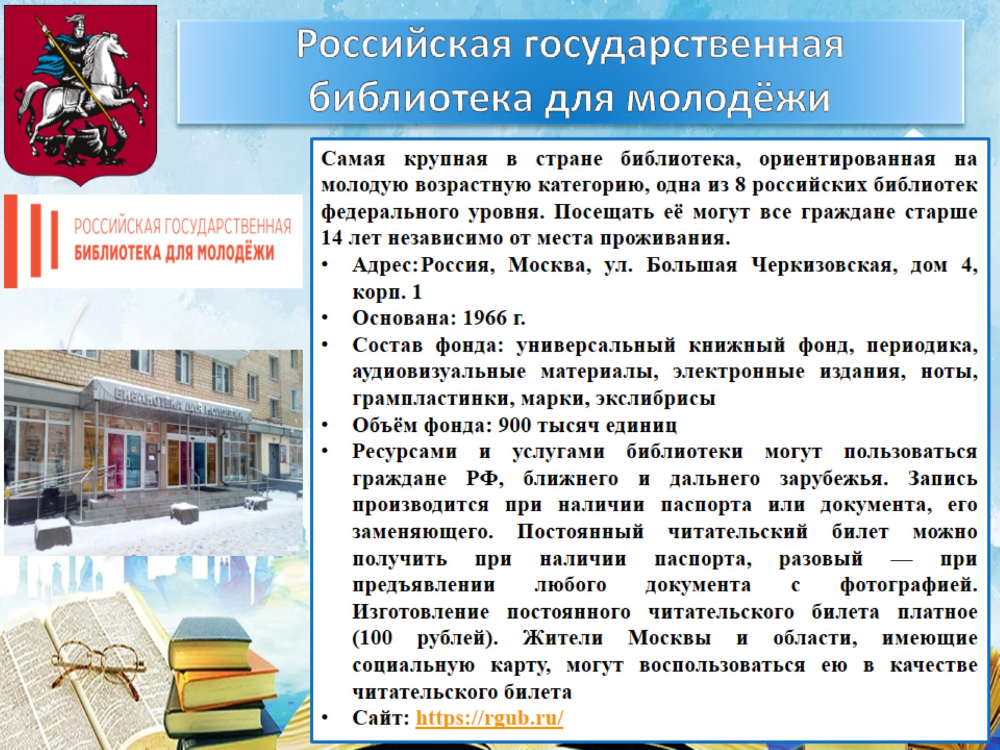 Российская государственная
библиотека для молодёжи
РОССИЙСКАЯ ГОСУДАРСТВЕННАЯ
БИБЛИОТЕКА ДЛЯ МОЛОДЁЖИ
БИБЛИОТЕКА ДЛЯ МОЛОДЁЖИ
Самая крупная в стране библиотека, ориентированная на
молодую возрастную категорию, одна из 8 российских библиотек
федерального уровня. Посещать её могут все граждане старше
14 лет независимо от места проживания.
• Адрес:Россия, Москва, ул. Большая Черкизовская, дом 4,
корп. 1
• Основана: 1966 г.
• Состав фонда: универсальный книжный фонд, периодика,
аудиовизуальные материалы, электронные издания, ноты,
грампластинки, марки, экслибрисы
• Объём фонда: 900 тысяч единиц
• Ресурсами и услугами библиотеки могут пользоваться
граждане РФ, ближнего и дальнего зарубежья. Запись
производится при наличии паспорта или документа, его
заменяющего. Постоянный читательский билет можно
получить при наличии паспорта, разовый — при
предъявлении любого документа с фотографией.
Изготовление постоянного читательского билета платное
(100 рублей). Жители Москвы и области, имеющие
социальную карту, могут воспользоваться ею в качестве
читательского билета
• Сайт: https://rgub.ru/